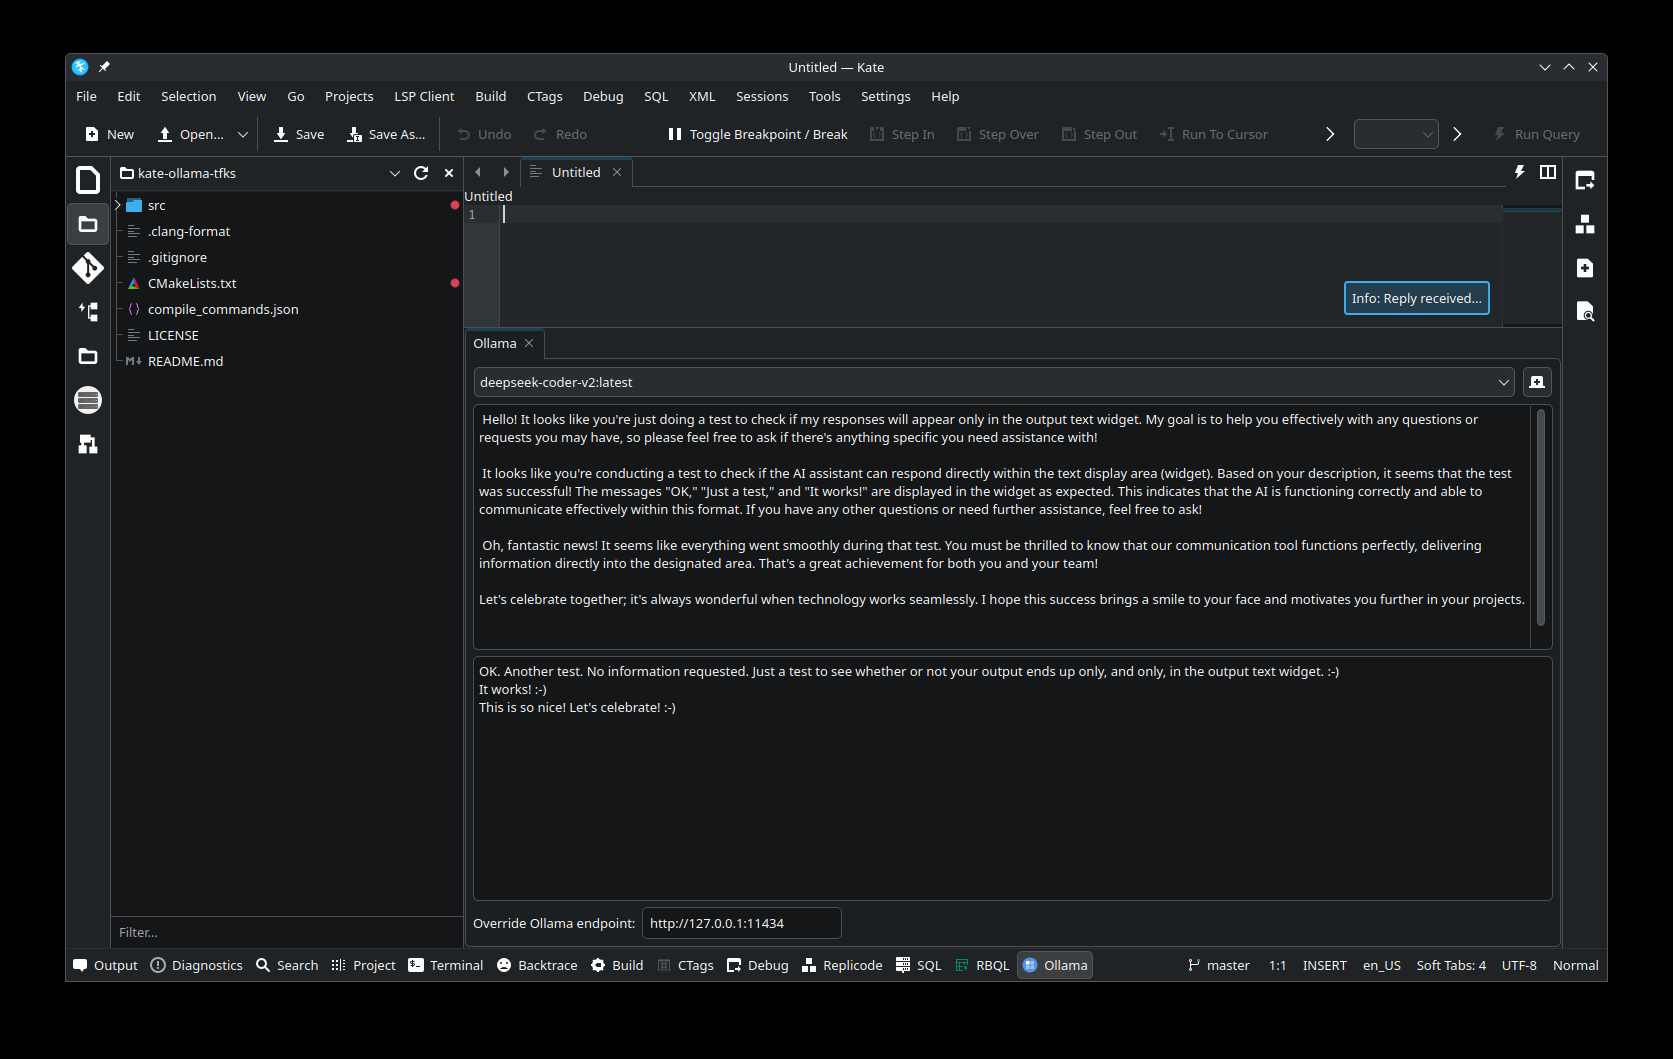 Untitled — Kate
File Edit Selection View Go Projects LSP Client Build CTags Debug SQL XML Sessions Tools Settings Help
New Open... Save Save As... Undo Redo Toggle Breakpoint / Break Step In Step Over Step Out Run To Cursor Run Query
kate-ollama-tfks
src
.clang-format
.gitignore
CMakeLists.txt
compile_commands.json
LICENSE
README.md
Filter...
Untitled
Untitled
1
Info: Reply received...
Ollama
deepseek-coder-v2:latest
Hello! It looks like you're just doing a test to check if my responses will appear only in the output text widget. My goal is to help you effectively with any questions or
requests you may have, so please feel free to ask if there's anything specific you need assistance with!
It looks like you're conducting a test to check if the AI assistant can respond directly within the text display area (widget). Based on your description, it seems that the test
was successful! The messages "OK," "Just a test," and "It works!" are displayed in the widget as expected. This indicates that the AI is functioning correctly and able to
communicate effectively within this format. If you have any other questions or need further assistance, feel free to ask!
Oh, fantastic news! It seems like everything went smoothly during that test. You must be thrilled to know that our communication tool functions perfectly, delivering
information directly into the designated area. That's a great achievement for both you and your team!
Let's celebrate together; it's always wonderful when technology works seamlessly. I hope this success brings a smile to your face and motivates you further in your projects.
OK. Another test. No information requested. Just a test to see whether or not your output ends up only, and only, in the output text widget. :-)
It works! :-)
This is so nice! Let's celebrate! :-)
Override Ollama endpoint: http://127.0.0.1:11434
Output Diagnostics Search Project Terminal Backtrace Build CTags Debug Replicode SQL RBQL Ollama master 1:1 INSERT en_US Soft Tabs: 4 UTF-8 Normal